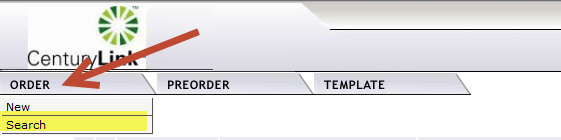 CenturyLink
ORDER PREORDER TEMPLATE
New
Search